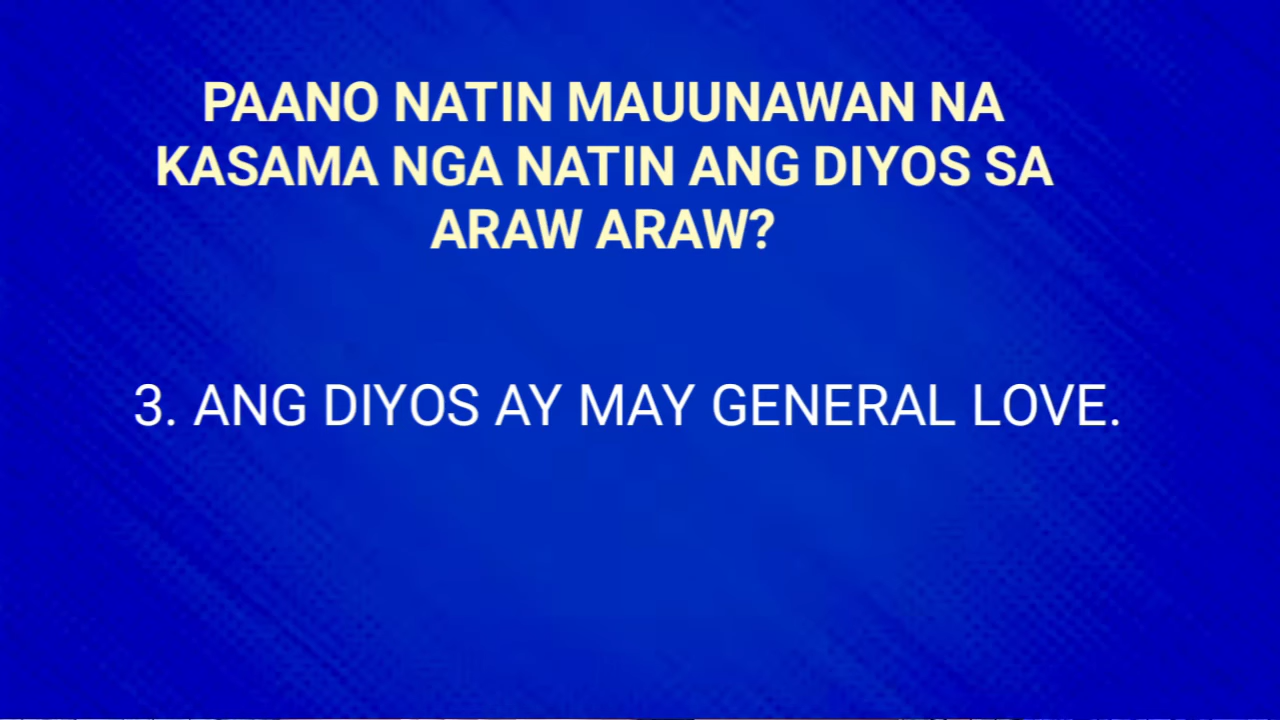 PAANO NATIN MAUUNAWAN NA
KASAMA NGA NATIN ANG DIYOS SA
ARAW ARAW?
3. ANG DIYOS AY MAY GENERAL LOVE.